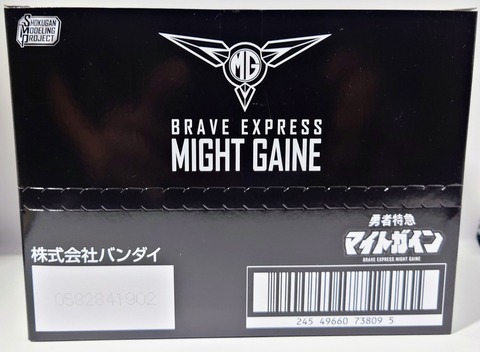 SHOKUGAN
MODELING
PROJECT
MG
BRAVE EXPRESS
MIGHT GAINE
勇者特急
マイトガイン
BRAVE EXPRESS MIGHT GAINE
株式会社バンダイ
0582841902
245 49660 73809 5